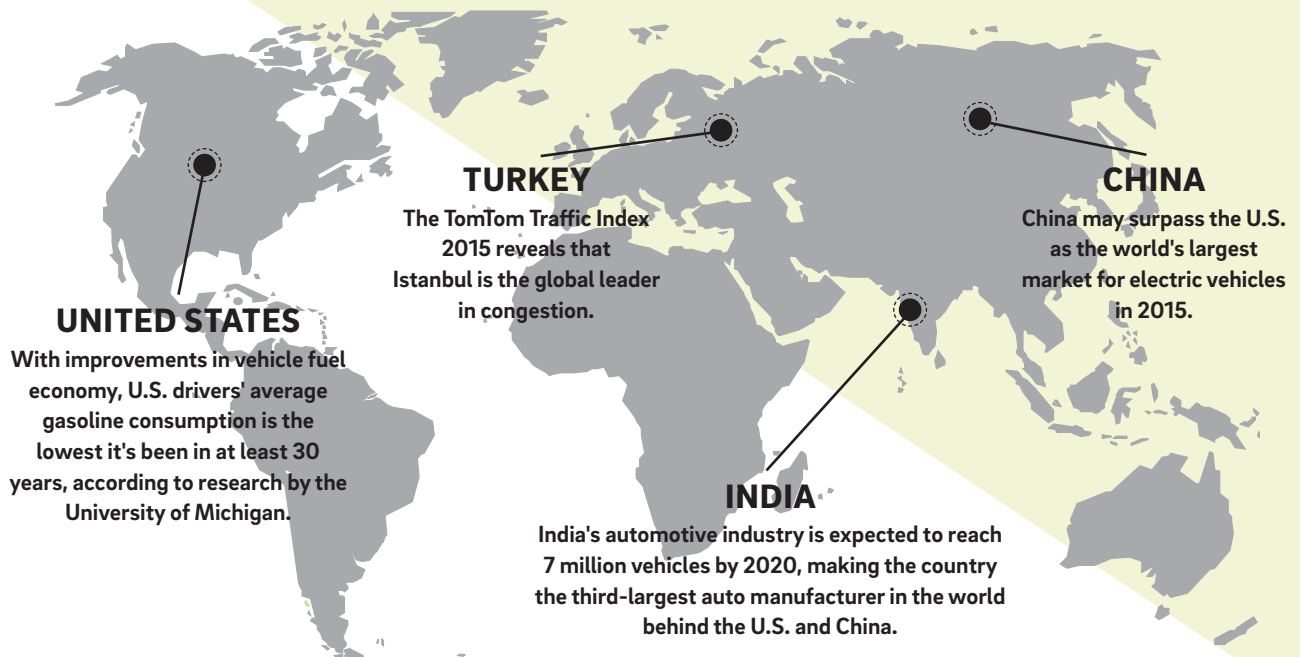 TURKEY
The TomTom Traffic Index
2015 reveals that
Istanbul is the global leader
in congestion.
CHINA
China may surpass the U.S.
as the world's largest
market for electric vehicles
in 2015.
UNITED STATES
With improvements in vehicle fuel
economy, U.S. drivers' average
gasoline consumption is the
lowest it's been in at least 30
years, according to research by the
University of Michigan.
INDIA
India's automotive industry is expected to reach
7 million vehicles by 2020, making the country
the third-largest auto manufacturer in the world
behind the U.S. and China.